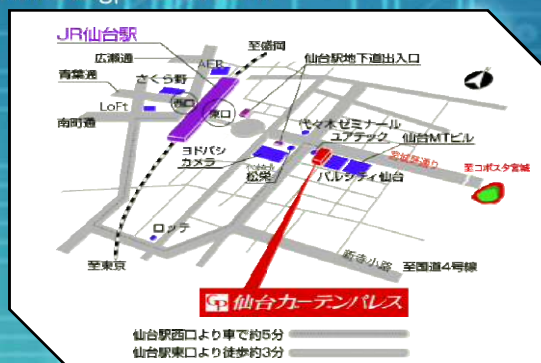 JR仙台駅
至盛岡
広瀬通
AER
仙台駅地下道出入口
青葉通
さくら野
西口
東口
LoFt
南町通
代々木ゼミナール
ユアテック
仙台MTビル
ヨドバシ
カメラ
宮城野通り
至コボスタ宮城
松栄
パルシティ仙台
ロッテ
新寺小路
至東京
至国道4号線
仙台ガーデンパレス
仙台駅西口より車で約5分
仙台駅東口より徒歩約3分